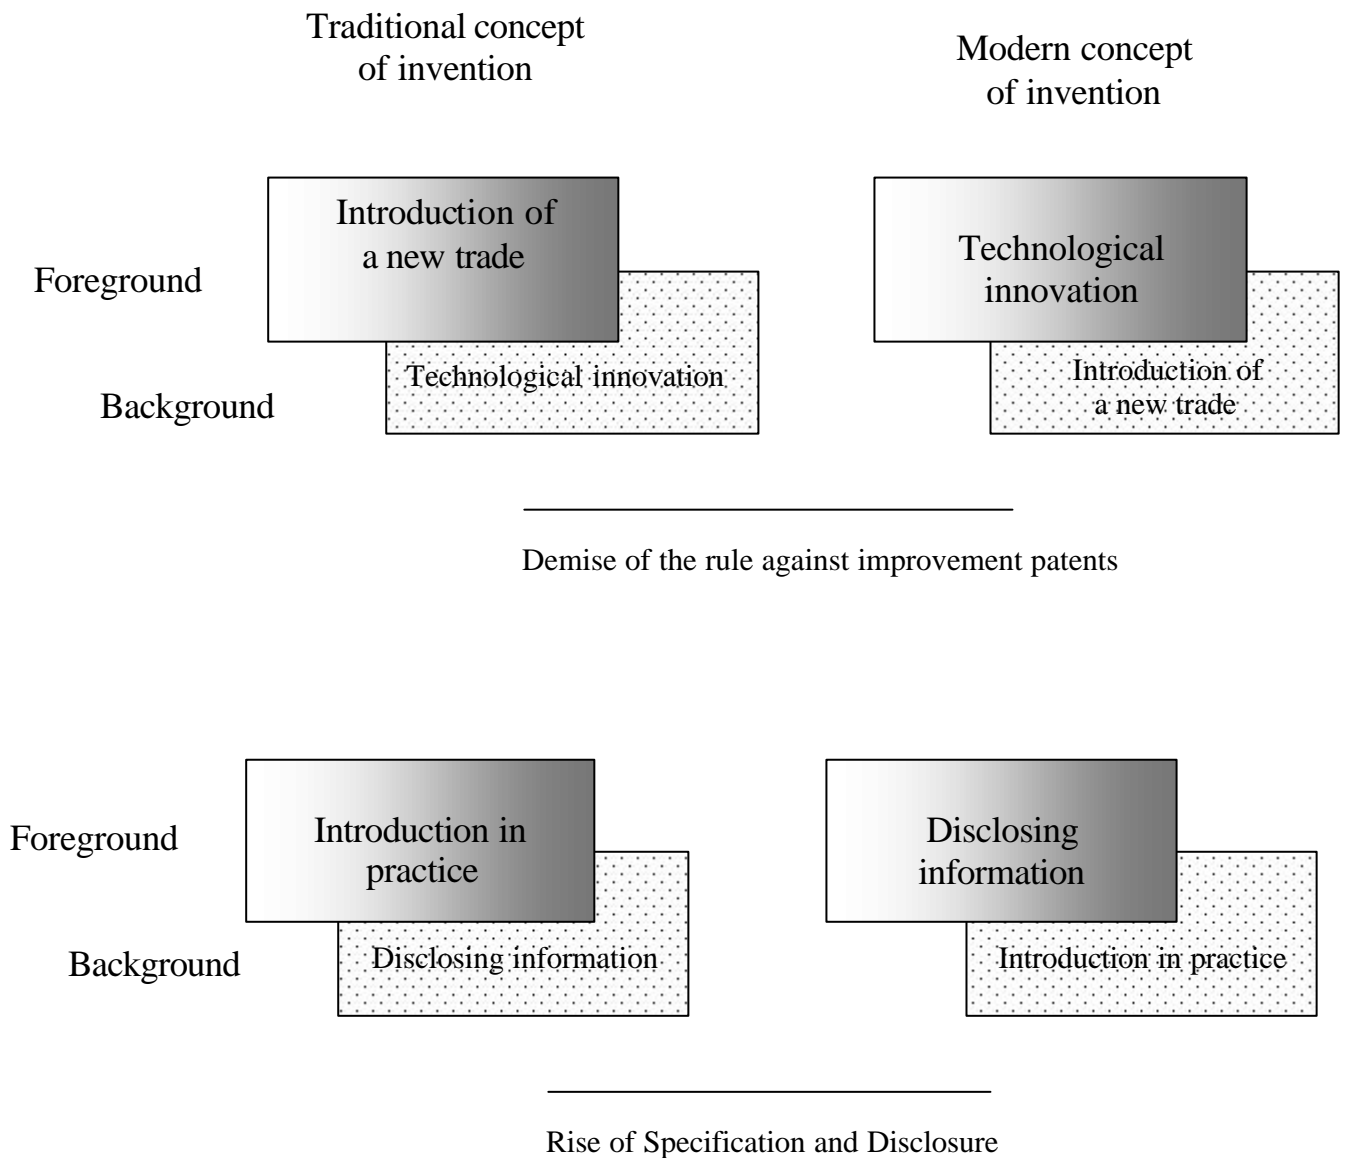 Traditional concept
of invention
Modern concept
of invention
Introduction of
a new trade
Technological
innovation
Foreground
Technological innovation
Introduction of
a new trade
Background
Demise of the rule against improvement patents
Introduction in
practice
Disclosing
information
Foreground
Disclosing information
Introduction in practice
Background
Rise of Specification and Disclosure